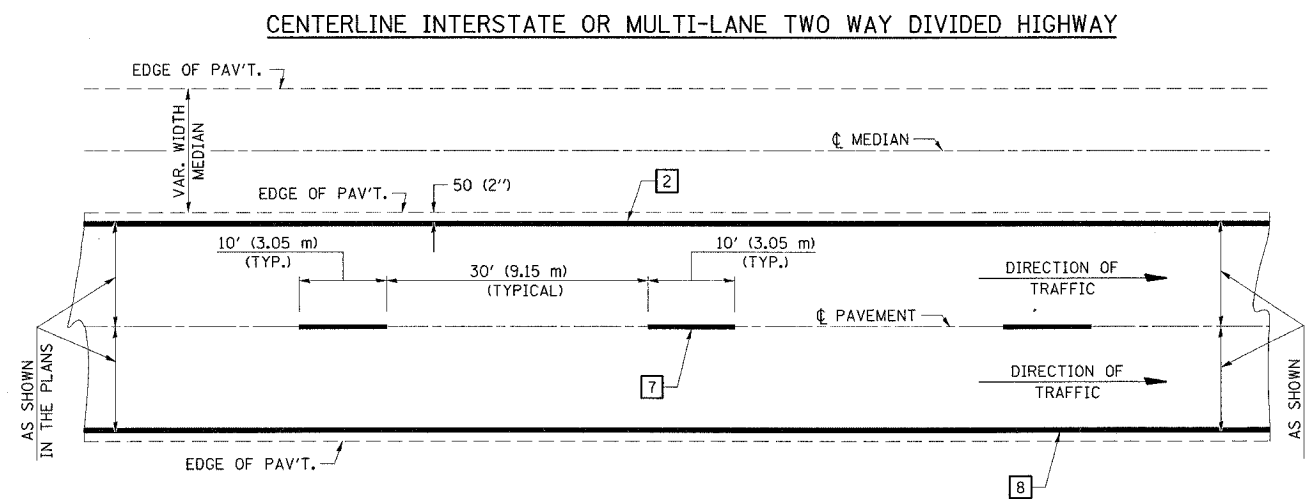 CENTERLINE INTERSTATE OR MULTI-LANE TWO WAY DIVIDED HIGHWAY
EDGE OF PAV'T.
VAR. WIDTH
MEDIAN
℄ MEDIAN
EDGE OF PAV'T.
50 (2")
2
10' (3.05 m)
(TYP.)
30' (9.15 m)
(TYPICAL)
10' (3.05 m)
(TYP.)
DIRECTION OF
TRAFFIC
℄ PAVEMENT
7
DIRECTION OF
TRAFFIC
AS SHOWN
IN THE PLANS
AS SHOWN
EDGE OF PAV'T.
8